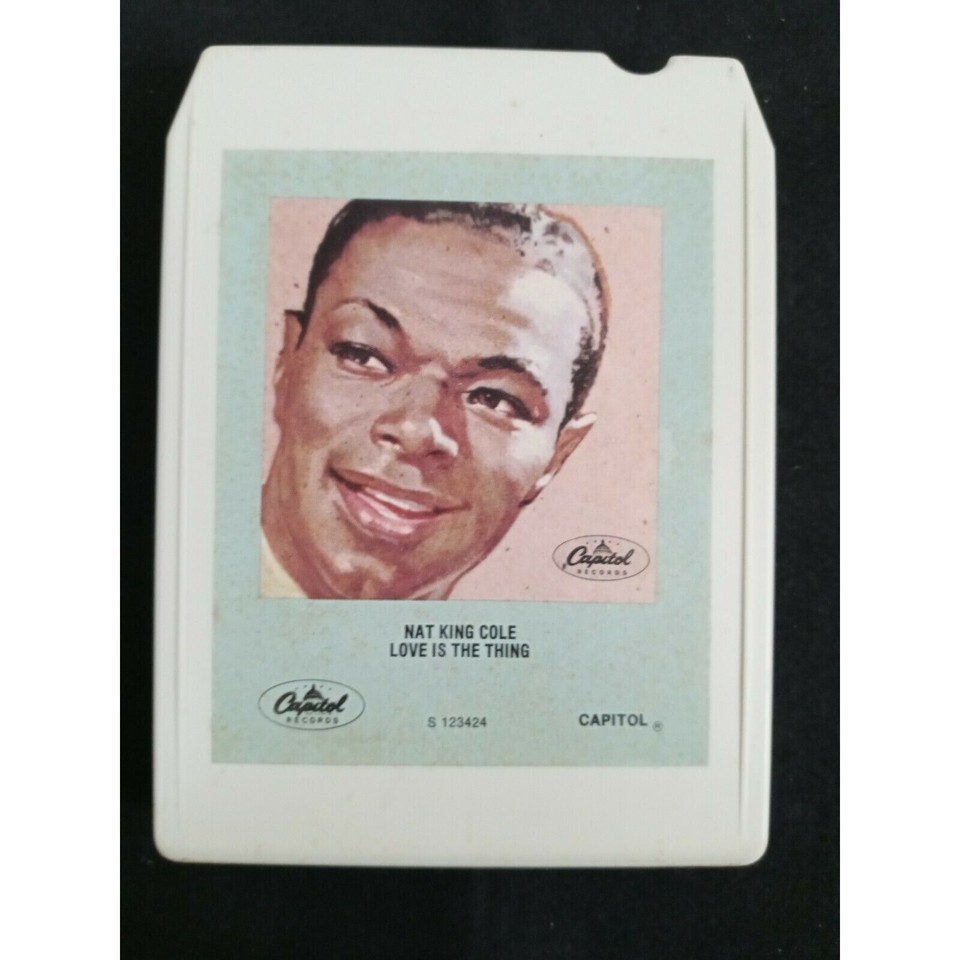 Capitol
RECORDS
NAT KING COLE
LOVE IS THE THING
Capitol
RECORDS
S 123424
CAPITOL ®